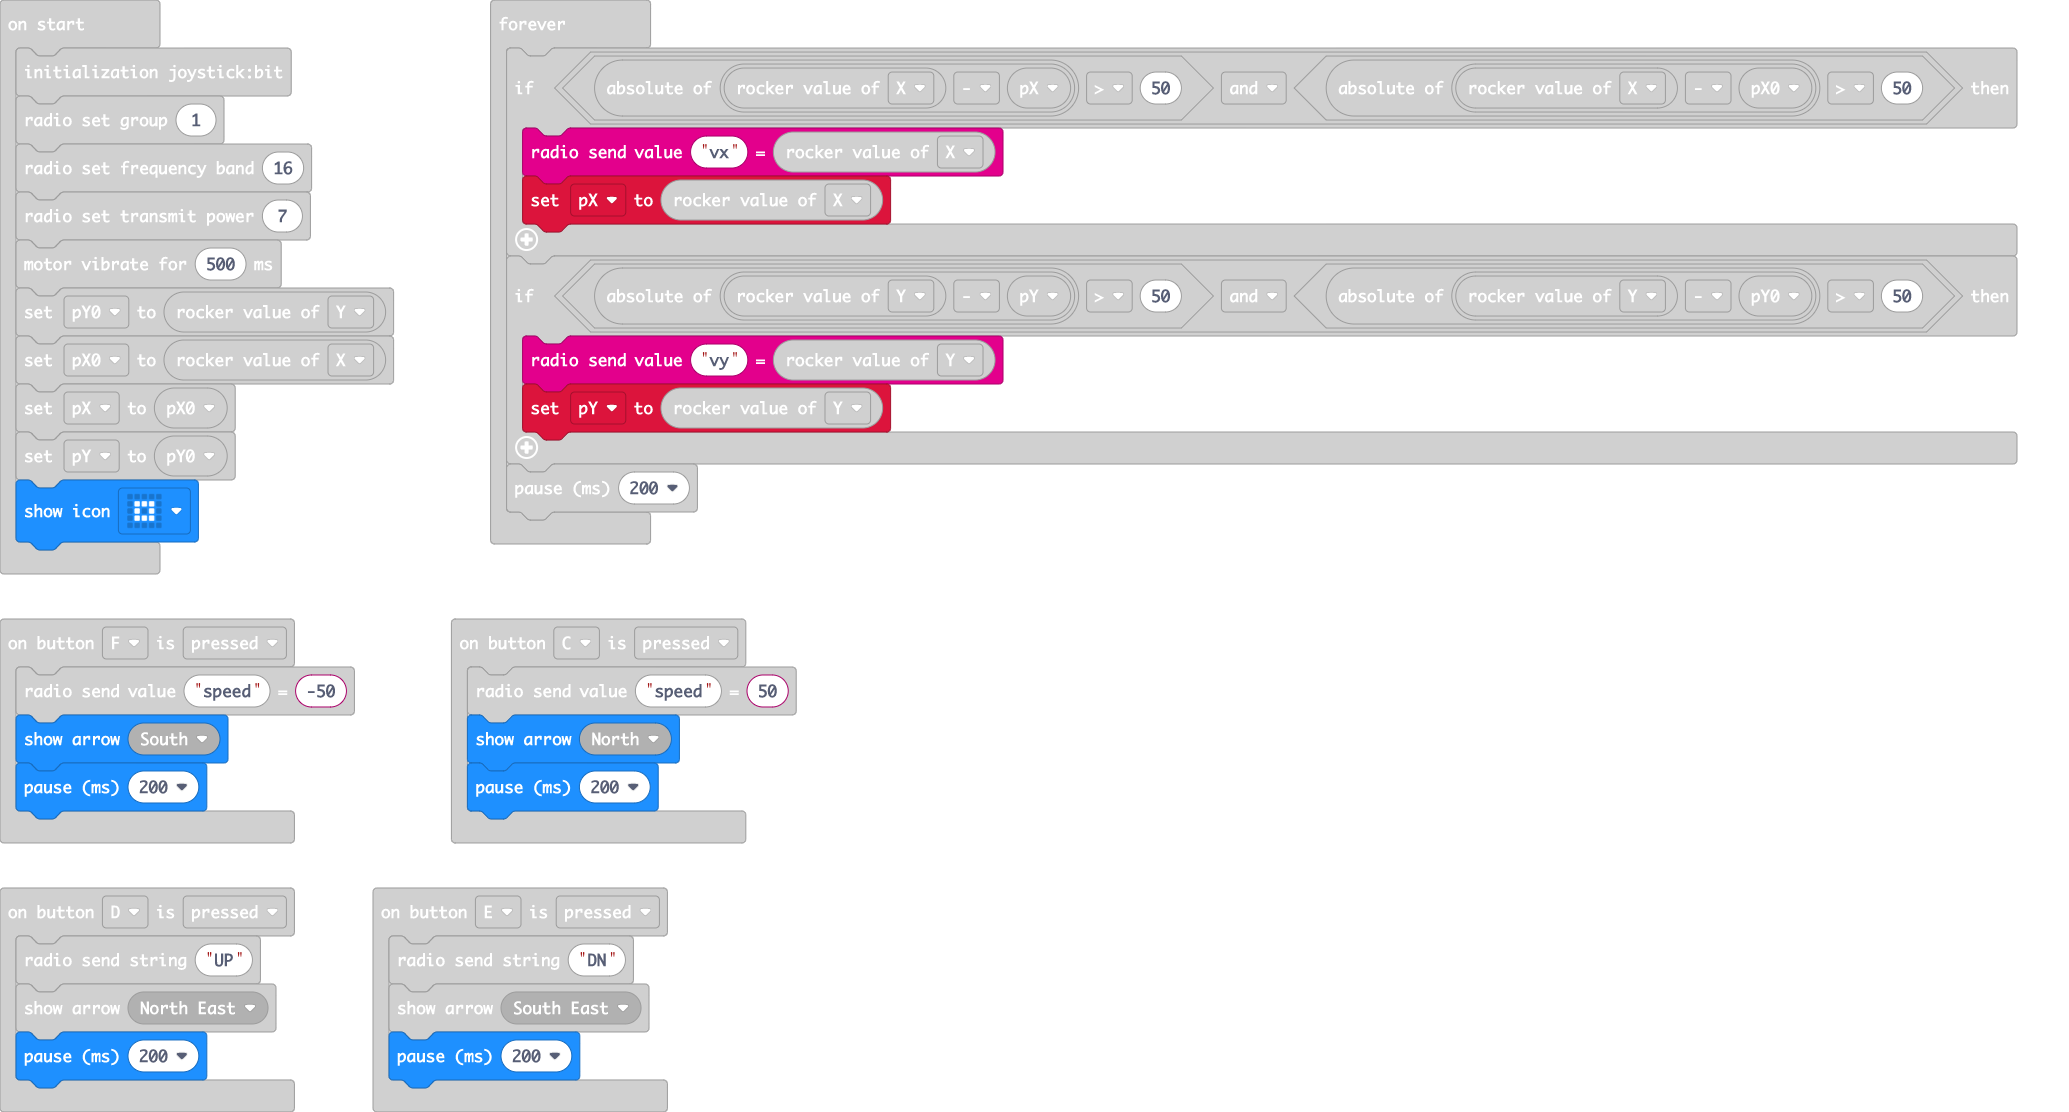 on start
initialization joystick:bit
radio set group 1
radio set frequency band 16
radio set transmit power 7
motor vibrate for 500 ms
set pY0 to rocker value of Y
set pX0 to rocker value of X
set pX to pX0
set pY to pY0
show icon
forever
if absolute of rocker value of X - pX > 50 and absolute of rocker value of X - pX0 > 50 then
radio send value "vx" = rocker value of X
set pX to rocker value of X
if absolute of rocker value of Y - pY > 50 and absolute of rocker value of Y - pY0 > 50 then
radio send value "vy" = rocker value of Y
set pY to rocker value of Y
pause (ms) 200
on button F is pressed
radio send value "speed" = -50
show arrow South
pause (ms) 200
on button C is pressed
radio send value "speed" = 50
show arrow North
pause (ms) 200
on button D is pressed
radio send string "UP"
show arrow North East
pause (ms) 200
on button E is pressed
radio send string "DN"
show arrow South East
pause (ms) 200